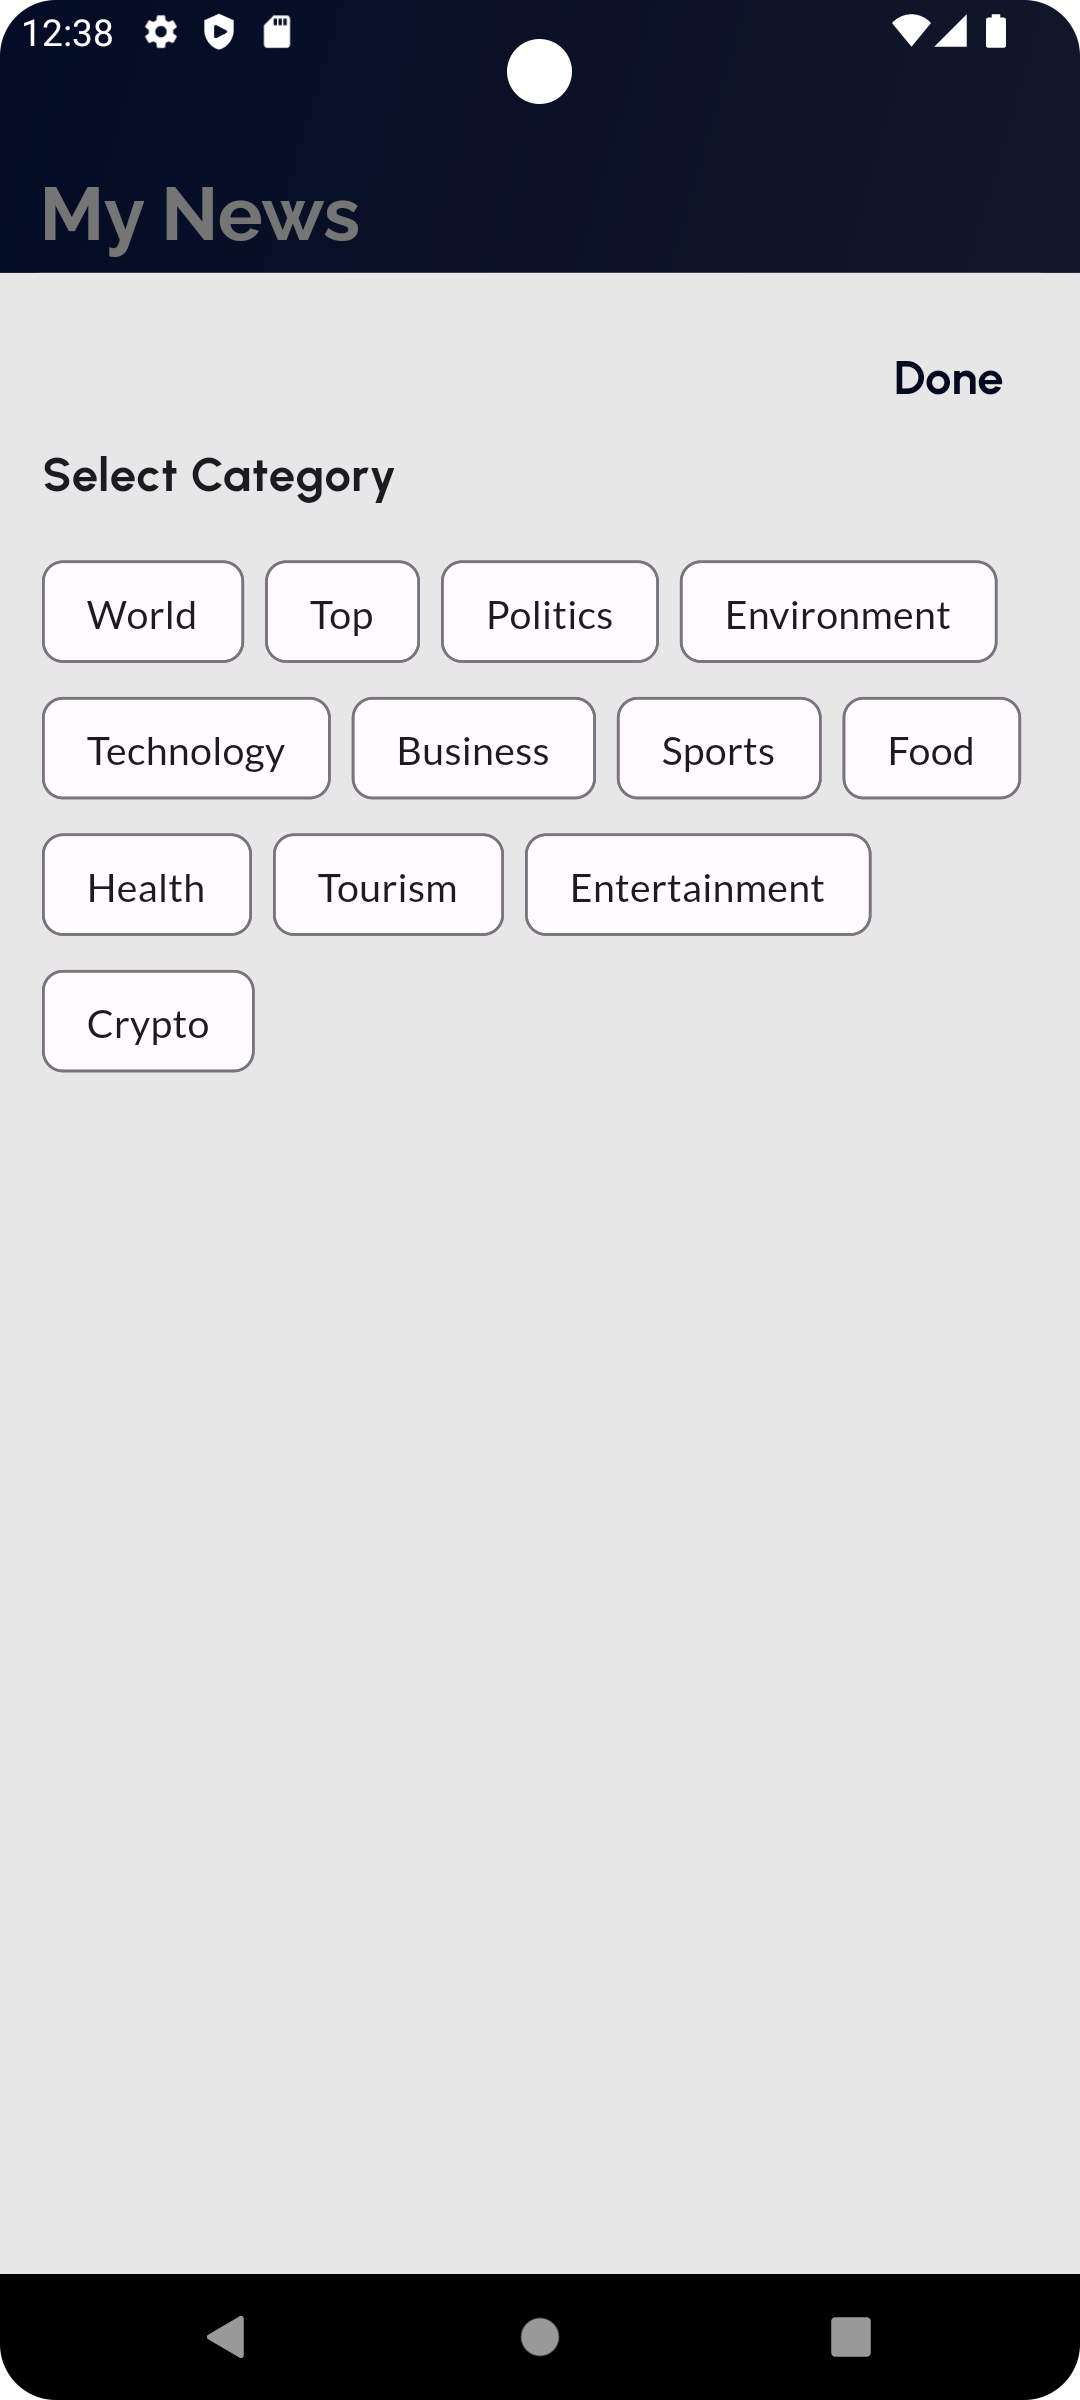 12:38
My News
Done
Select Category
World Top Politics Environment
Technology Business Sports Food
Health Tourism Entertainment
Crypto